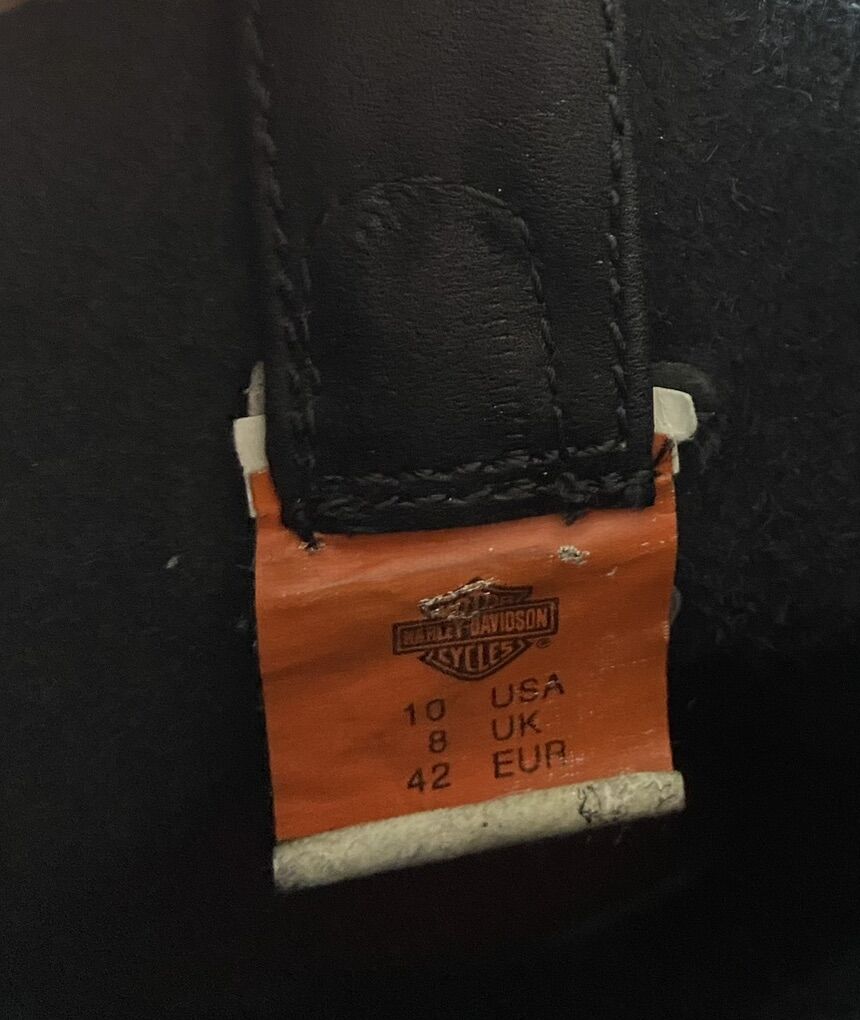 HARLEY-DAVIDSON
CYCLES
®
10 USA
8 UK
42 EUR